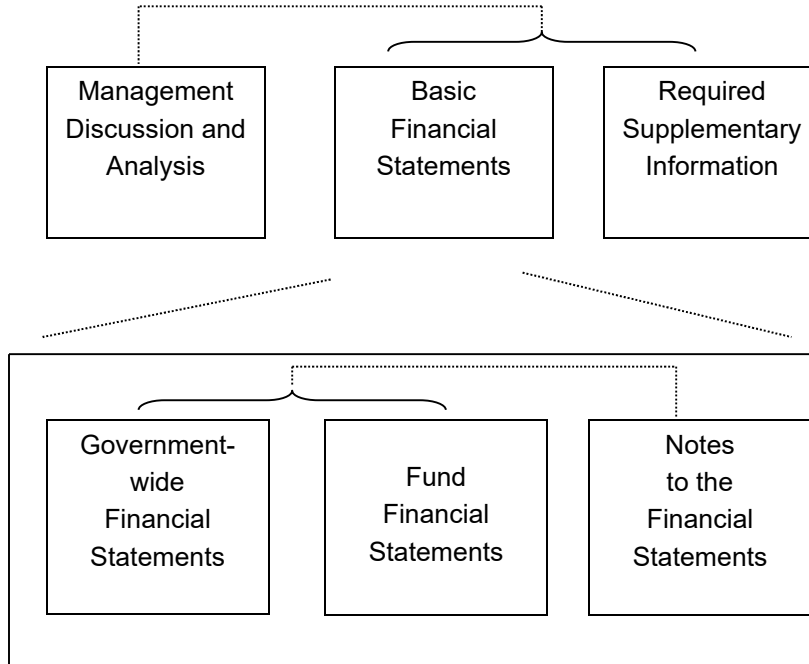 Management
Discussion and
Analysis
Basic
Financial
Statements
Required
Supplementary
Information
Government-
wide
Financial
Statements
Fund
Financial
Statements
Notes
to the
Financial
Statements